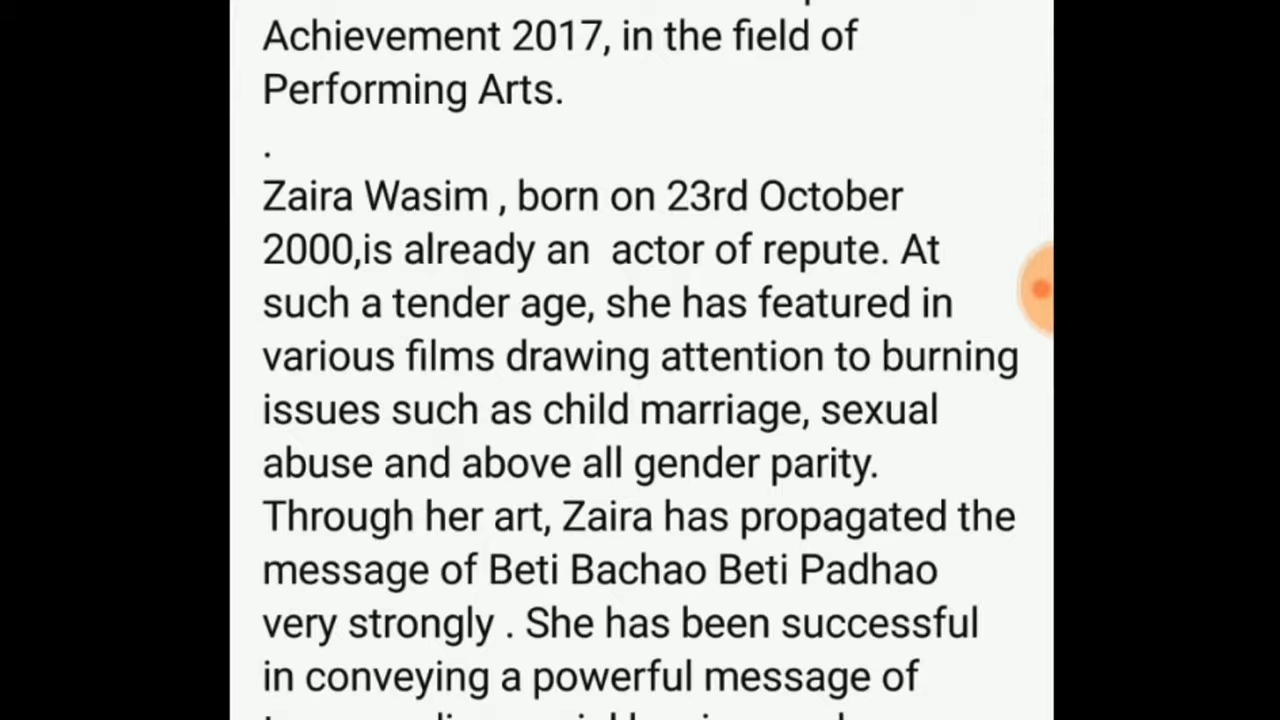 Achievement 2017, in the field of
Performing Arts.
.
Zaira Wasim , born on 23rd October
2000,is already an  actor of repute. At
such a tender age, she has featured in
various films drawing attention to burning
issues such as child marriage, sexual
abuse and above all gender parity.
Through her art, Zaira has propagated the
message of Beti Bachao Beti Padhao
very strongly . She has been successful
in conveying a powerful message of